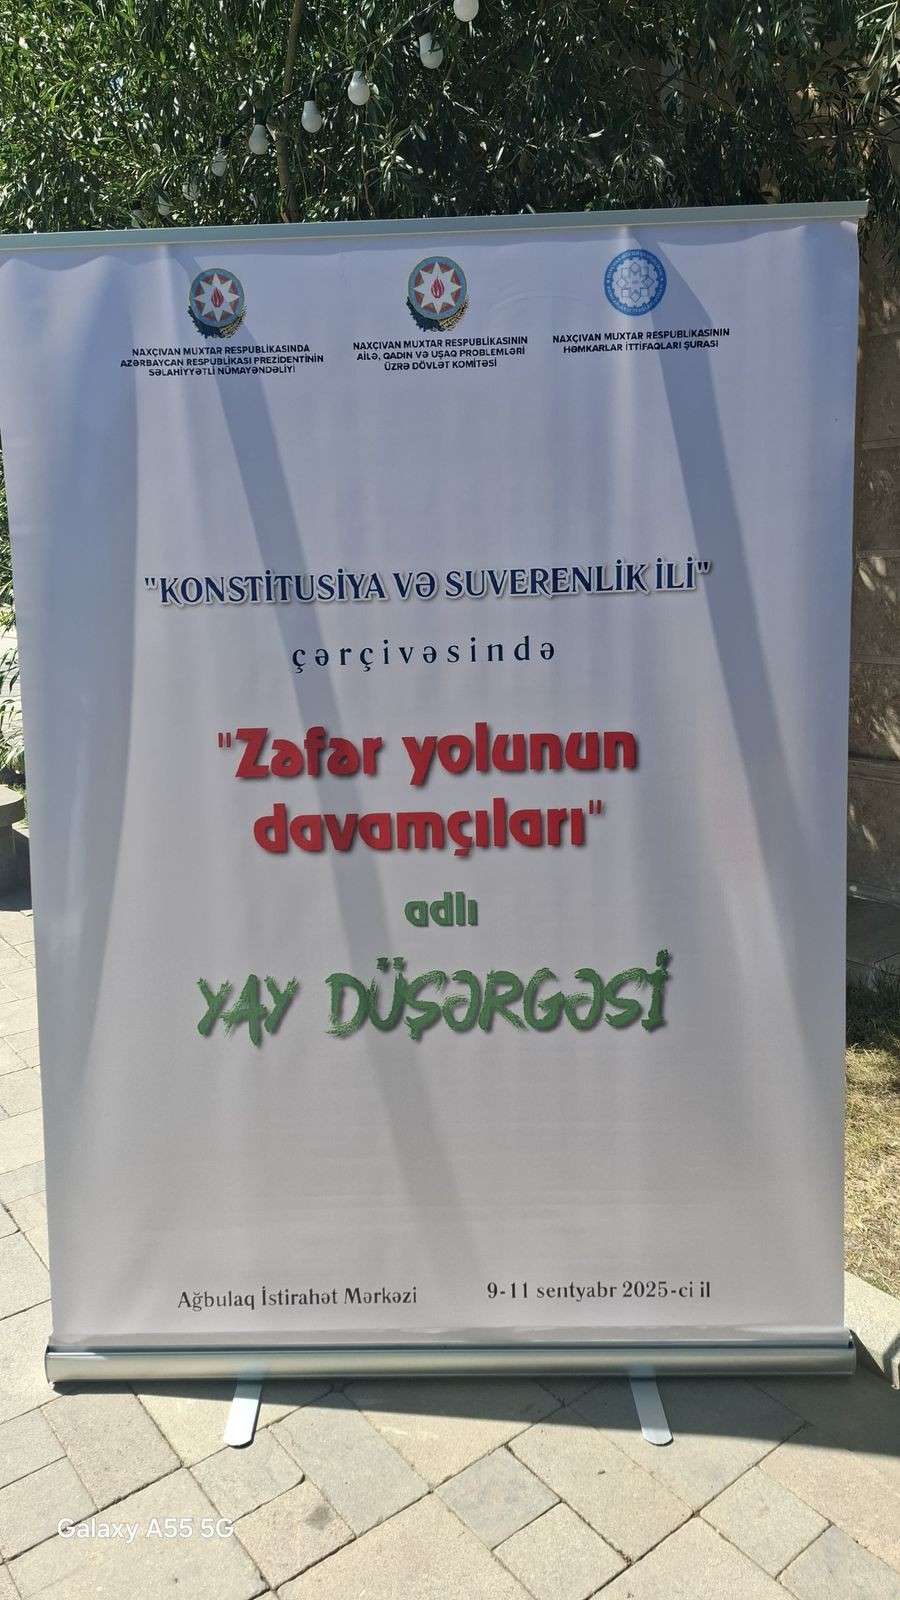 NAXÇIVAN MUXTAR RESPUBLİKASINDA
AZƏRBAYCAN RESPUBLİKASI PREZİDENTİNİN
SƏLAHİYYƏTLİ NÜMAYƏNDƏLİYİ
NAXÇIVAN MUXTAR RESPUBLİKASININ
AİLƏ, QADIN VƏ UŞAQ PROBLEMLƏRİ
ÜZRƏ DÖVLƏT KOMİTƏSİ
NAXÇIVAN MUXTAR RESPUBLİKASININ
HƏMKARLAR İTTİFAQLARI ŞURASI
"KONSTİTUSİYA VƏ SUVERENLİK İLİ"
çərçivəsində
"Zəfər yolunun
davamçıları"
adlı
YAY DÜŞƏRGƏSİ
Ağbulaq İstirahət Mərkəzi
9-11 sentyabr 2025-ci il
Galaxy A55 5G